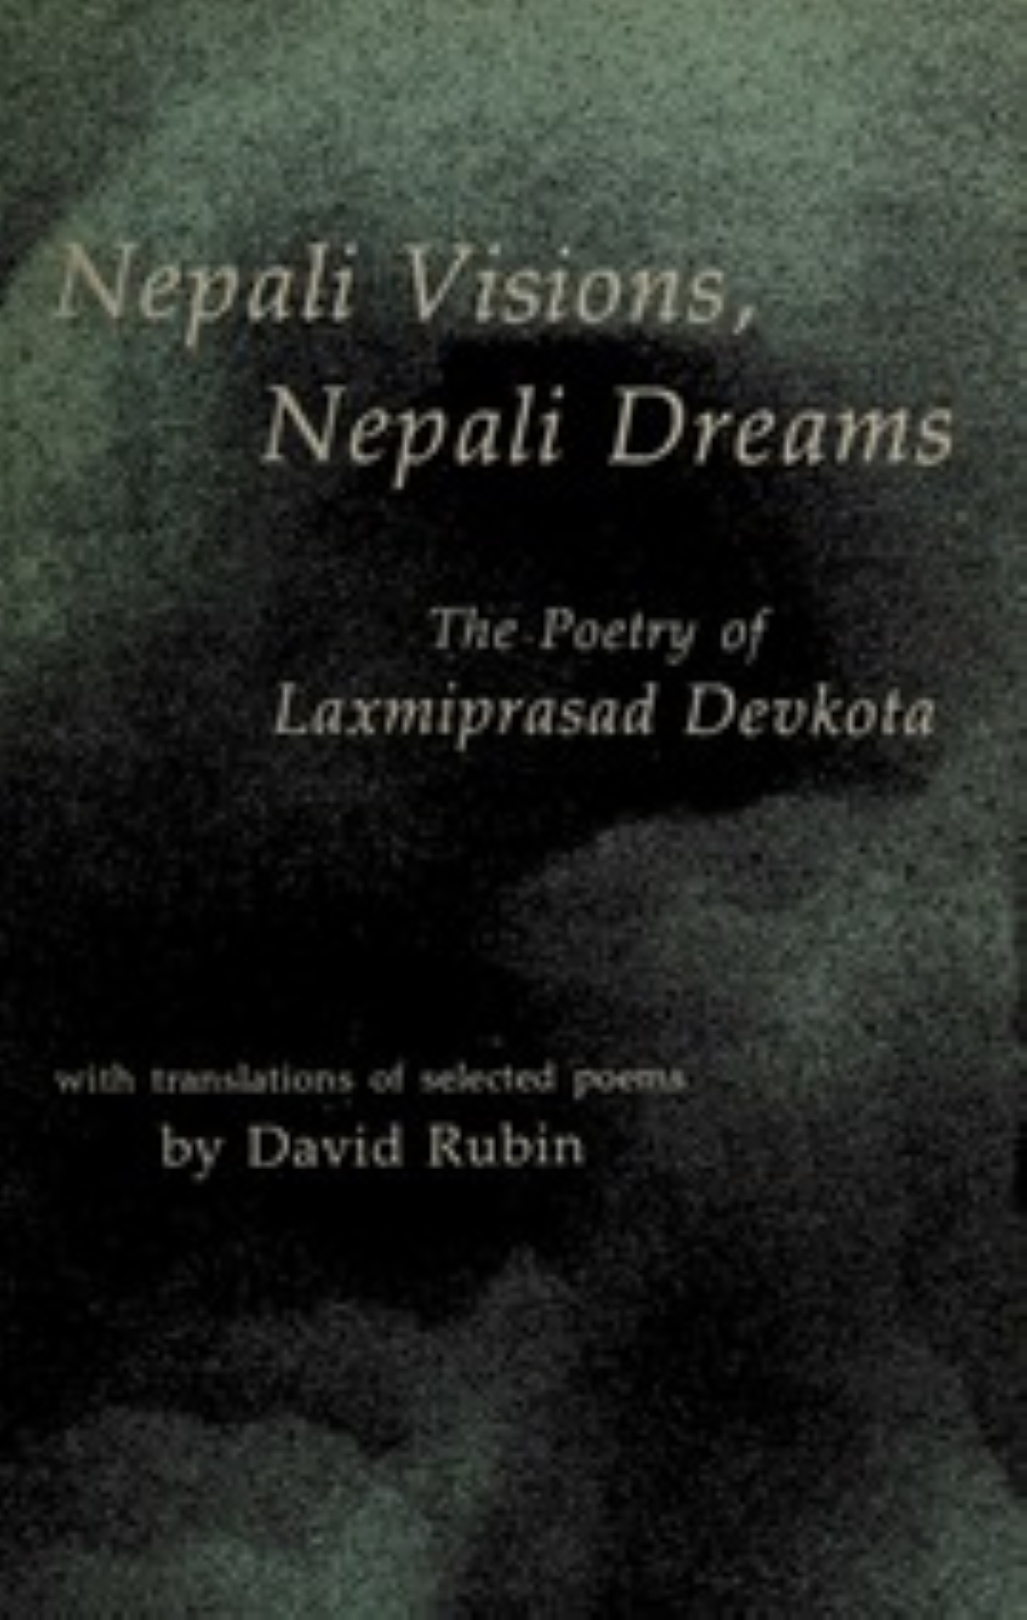 Nepali Visions,
Nepali Dreams
The Poetry of
Laxmiprasad Devkota
with translations of selected poems
by David Rubin